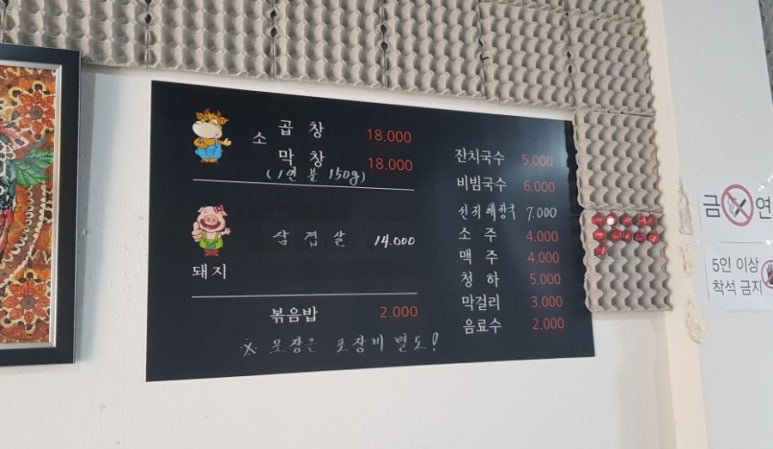 소 곱창 18.000
막창 18.000
(1인분 150g)
돼지 삼겹살 14.000
볶음밥 2.000
※ 포장은 포장비 별도!
잔치국수 5.000
비빔국수 6.000
선지해장국 7.000
소주 4,000
맥주 4,000
청하 5.000
막걸리 3.000
음료수 2,000
금연
5인 이상
착석 금지